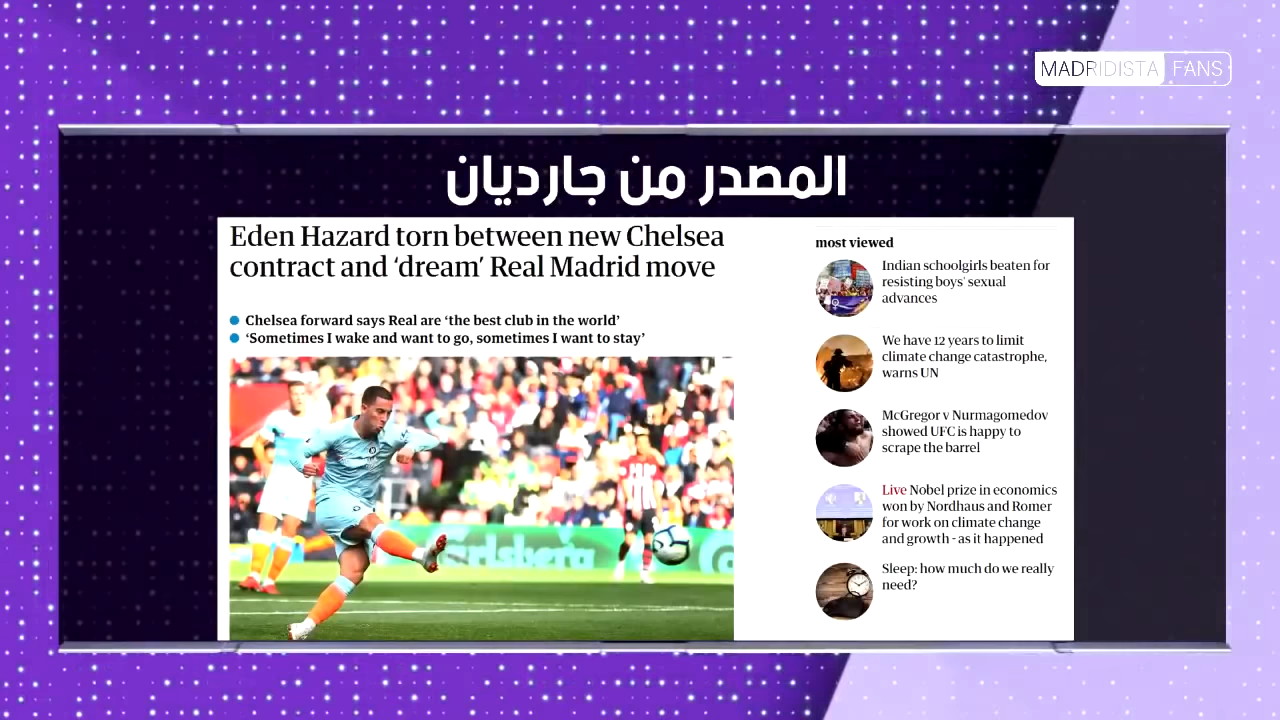 MADRIDISTA FANS
المصدر من جارديان
Eden Hazard torn between new Chelsea
contract and ‘dream’ Real Madrid move
Chelsea forward says Real are ‘the best club in the world’
‘Sometimes I wake and want to go, sometimes I want to stay’
Carlsberg
most viewed
Indian schoolgirls beaten for
resisting boys' sexual
advances
We have 12 years to limit
climate change catastrophe,
warns UN
McGregor v Nurmagomedov
showed UFC is happy to
scrape the barrel
Live Nobel prize in economics
won by Nordhaus and Romer
for work on climate change
and growth - as it happened
Sleep: how much do we really
need?